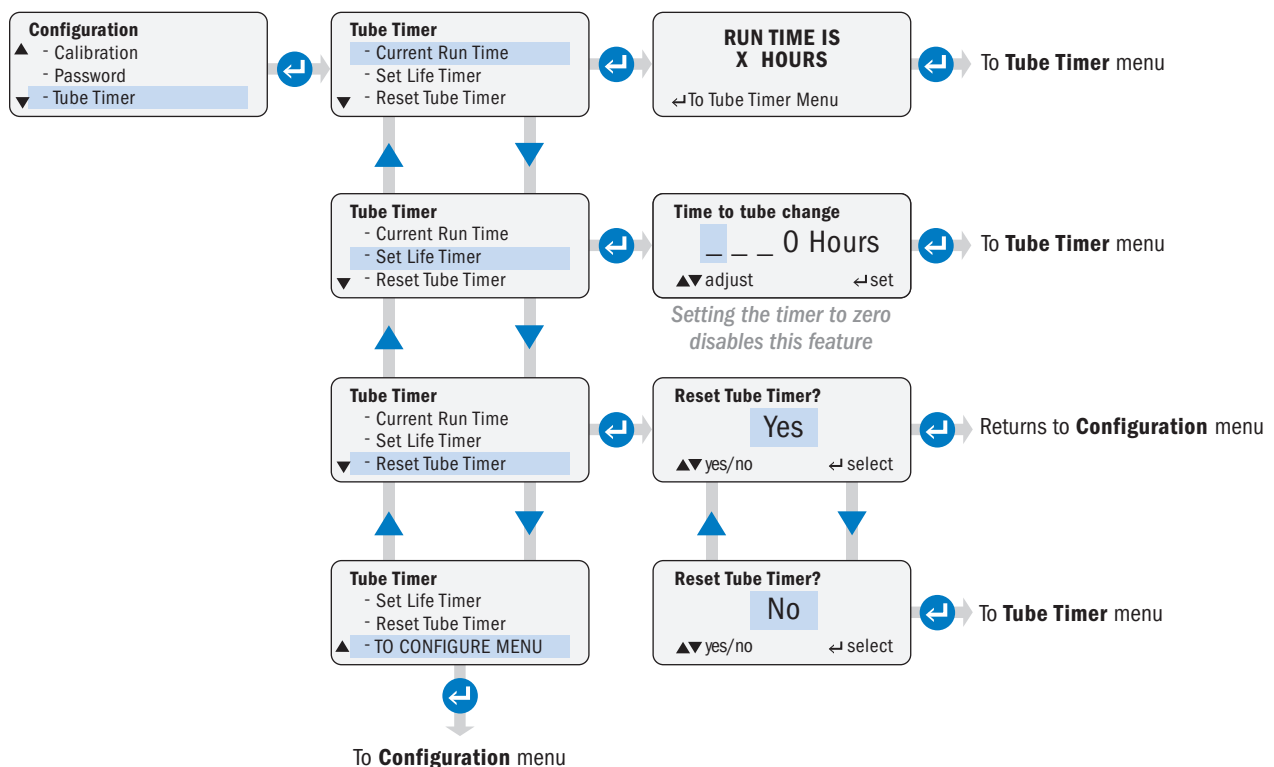 Configuration
- Calibration
- Password
- Tube Timer
Tube Timer
- Current Run Time
- Set Life Timer
- Reset Tube Timer
RUN TIME IS
X HOURS
↵To Tube Timer Menu
To Tube Timer menu
Tube Timer
- Current Run Time
- Set Life Timer
- Reset Tube Timer
Time to tube change
_ _ _ 0 Hours
▲▼ adjust ↵ set
Setting the timer to zero
disables this feature
To Tube Timer menu
Tube Timer
- Current Run Time
- Set Life Timer
- Reset Tube Timer
Reset Tube Timer?
Yes
▲▼ yes/no ↵ select
Returns to Configuration menu
Tube Timer
- Set Life Timer
- Reset Tube Timer
- TO CONFIGURE MENU
Reset Tube Timer?
No
▲▼ yes/no ↵ select
To Tube Timer menu
To Configuration menu